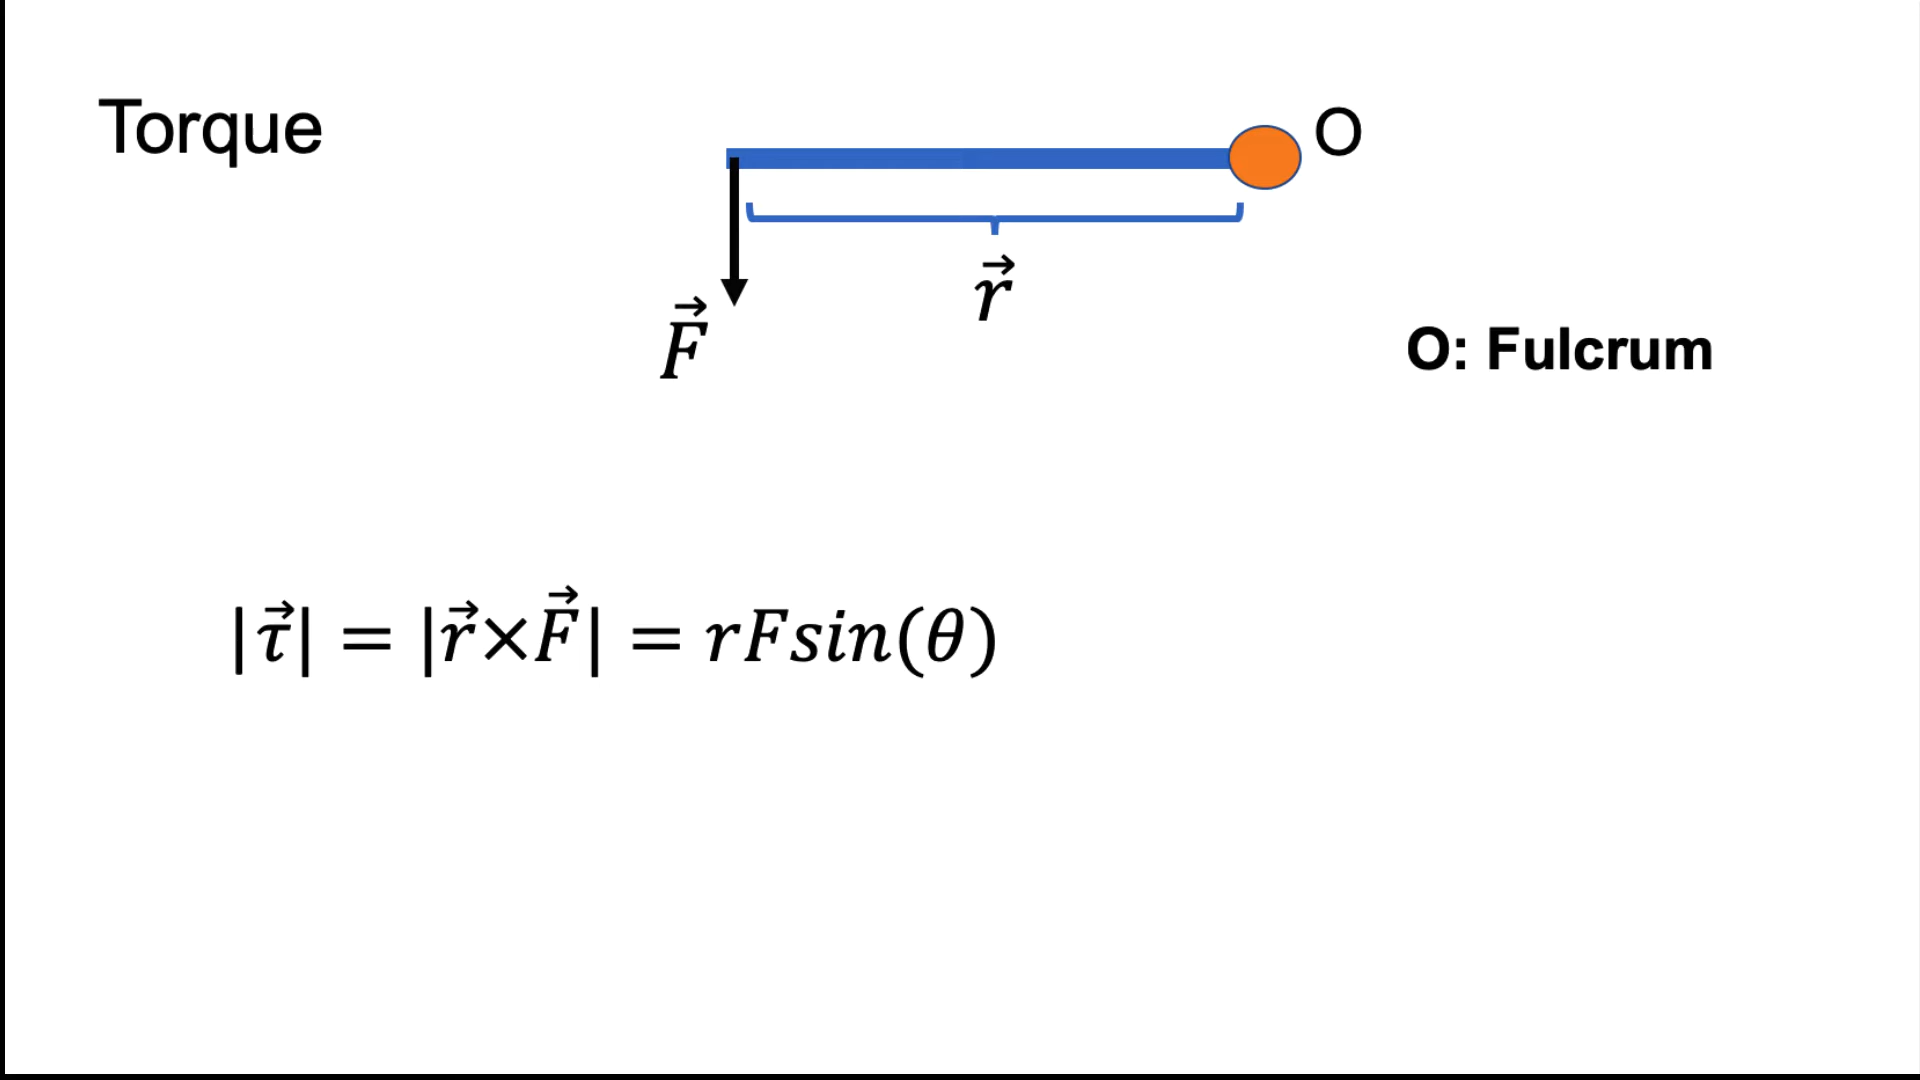 Torque
O
r⃗
F⃗
O: Fulcrum
|τ⃗| = |r⃗×F⃗| = rFsin(θ)